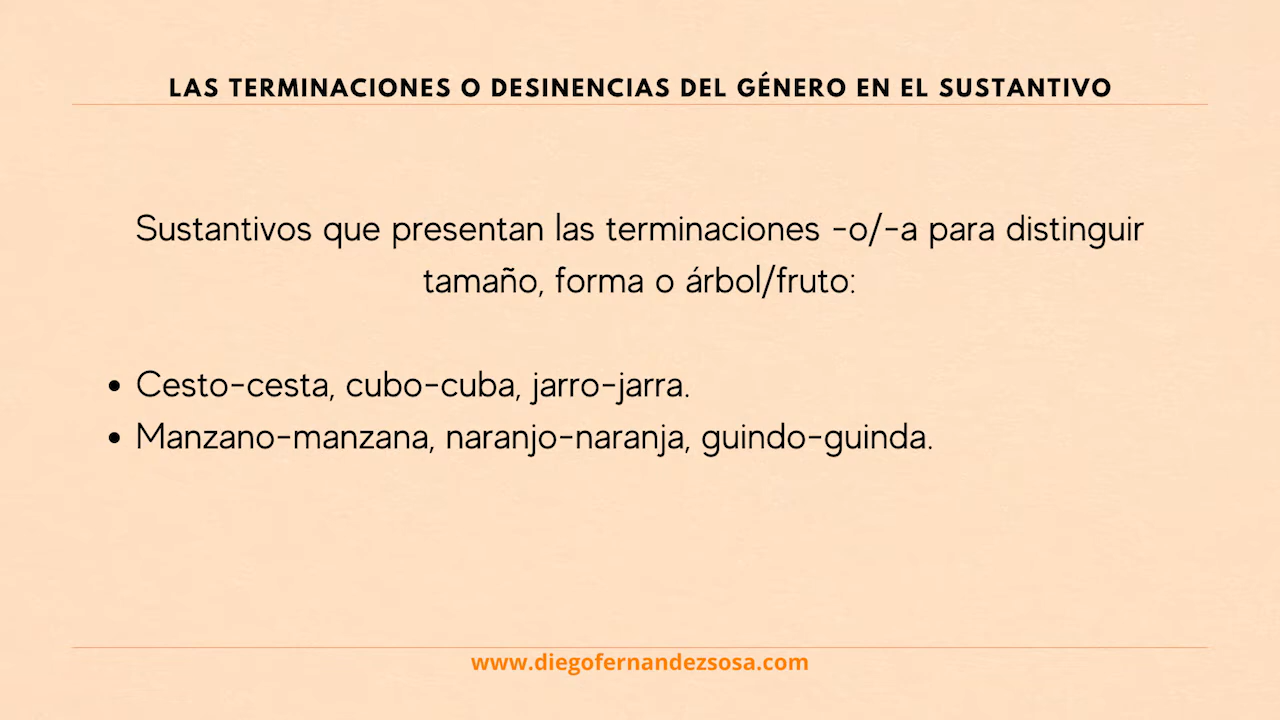 LAS TERMINACIONES O DESINENCIAS DEL GÉNERO EN EL SUSTANTIVO
Sustantivos que presentan las terminaciones -o/-a para distinguir
tamaño, forma o árbol/fruto:
• Cesto-cesta, cubo-cuba, jarro-jarra.
• Manzano-manzana, naranjo-naranja, guindo-guinda.
www.diegofernandezsosa.com